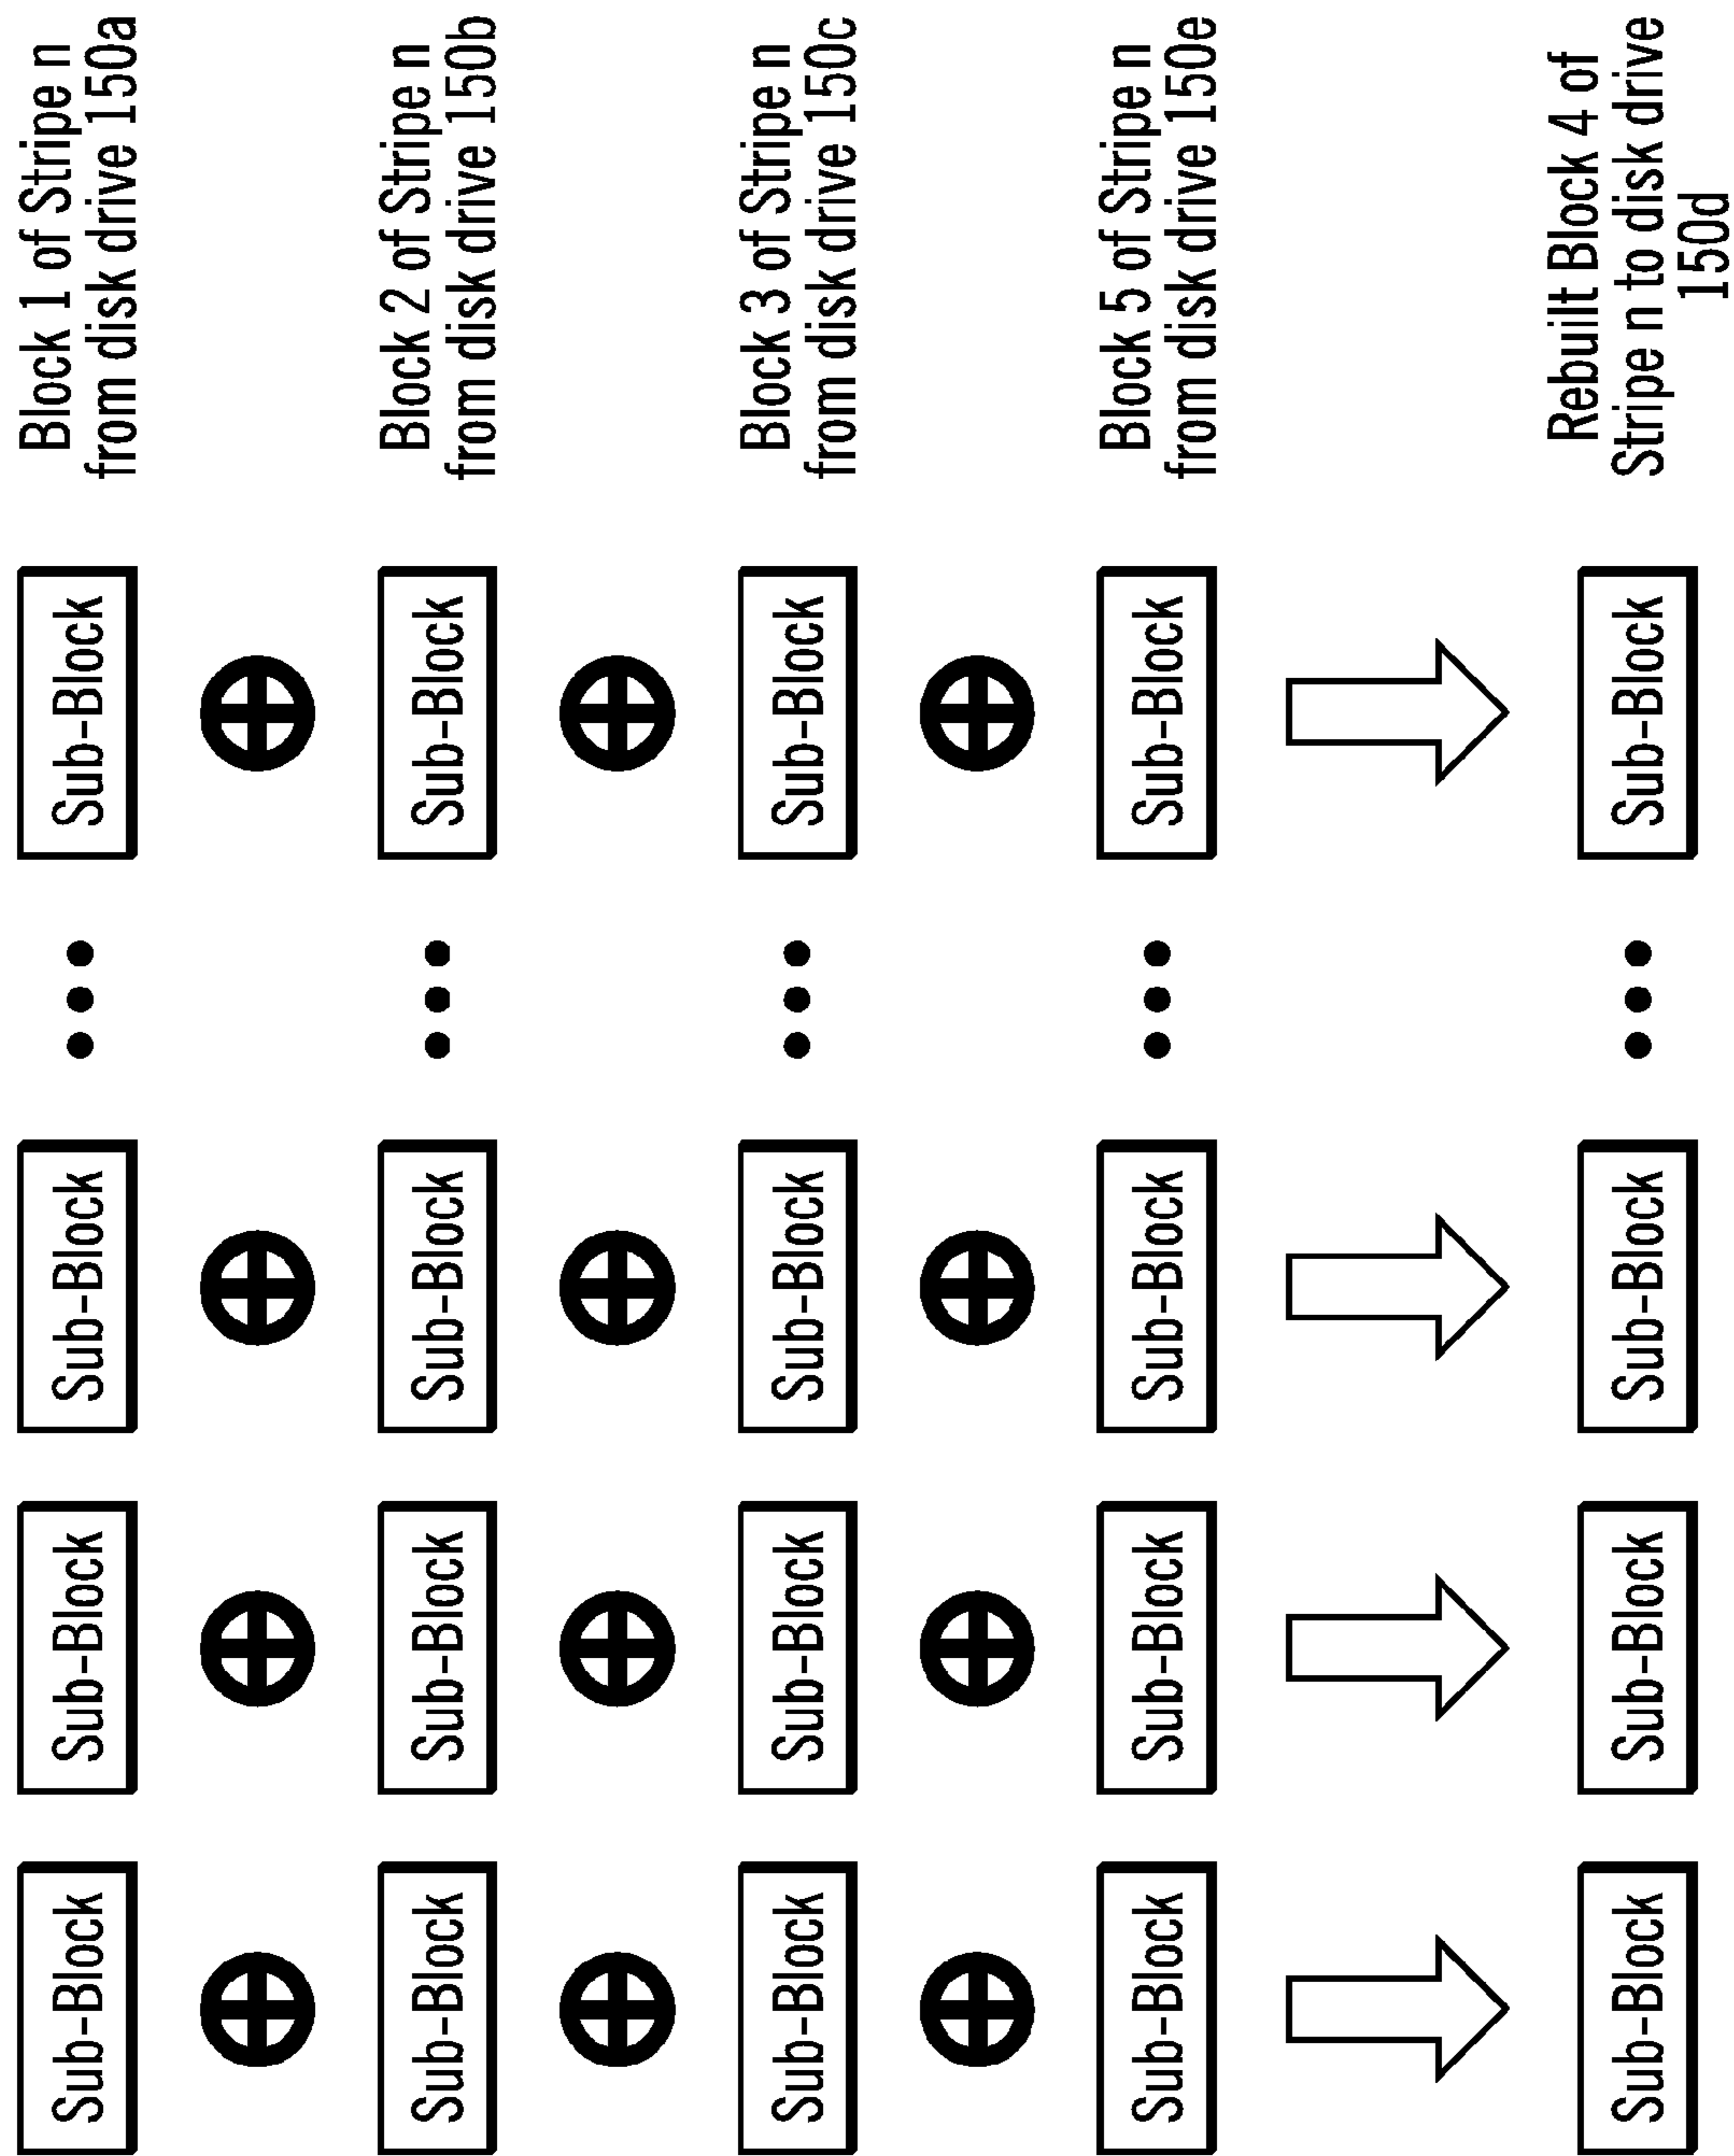 Sub-Block
Sub-Block
Sub-Block
Sub-Block
Block 1 of Stripe n
from disk drive 150a
Sub-Block
Sub-Block
Sub-Block
Sub-Block
Block 2 of Stripe n
from disk drive 150b
Sub-Block
Sub-Block
Sub-Block
Sub-Block
Block 3 of Stripe n
from disk drive 150c
Sub-Block
Sub-Block
Sub-Block
Sub-Block
Block 5 of Stripe n
from disk drive 150e
Sub-Block
Sub-Block
Sub-Block
Sub-Block
Rebuilt Block 4 of
Stripe n to disk drive
150d